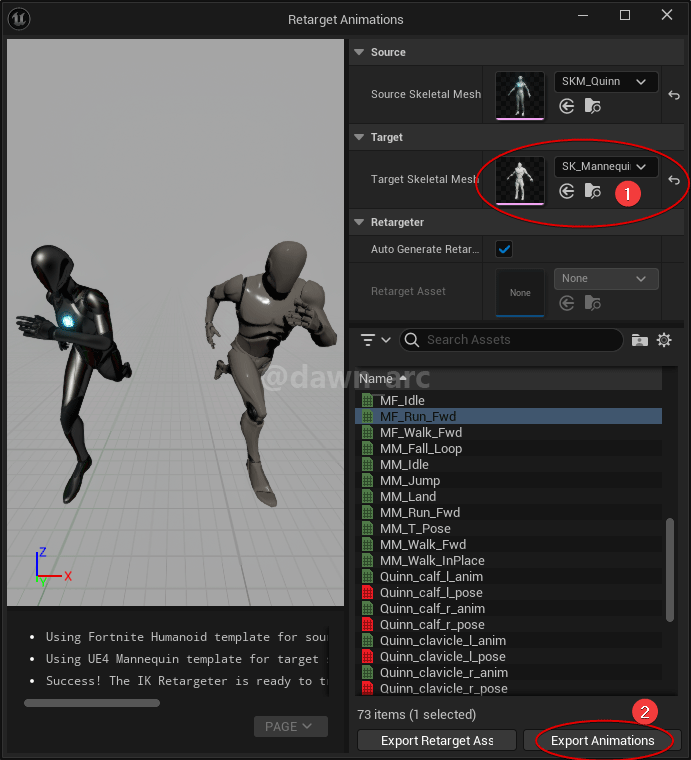 Retarget Animations
Source
Source Skeletal Mesh
SKM_Quinn
Target
Target Skeletal Mesh
SK_Mannequi
1
Retargeter
Auto Generate Retar...
Retarget Asset
None
None
Search Assets
@dawn-arc
Name
MF_Idle
MF_Run_Fwd
MF_Walk_Fwd
MM_Fall_Loop
MM_Idle
MM_Jump
MM_Land
MM_Run_Fwd
MM_T_Pose
MM_Walk_Fwd
MM_Walk_InPlace
Quinn_calf_l_anim
Quinn_calf_l_pose
Quinn_calf_r_anim
Quinn_calf_r_pose
Quinn_clavicle_l_anim
Quinn_clavicle_l_pose
Quinn_clavicle_r_anim
Quinn_clavicle_r_pose
Z
X
Y
• Using Fortnite Humanoid template for sou
• Using UE4 Mannequin template for target
• Success! The IK Retargeter is ready to t
PAGE
73 items (1 selected)
2
Export Retarget Ass
Export Animations